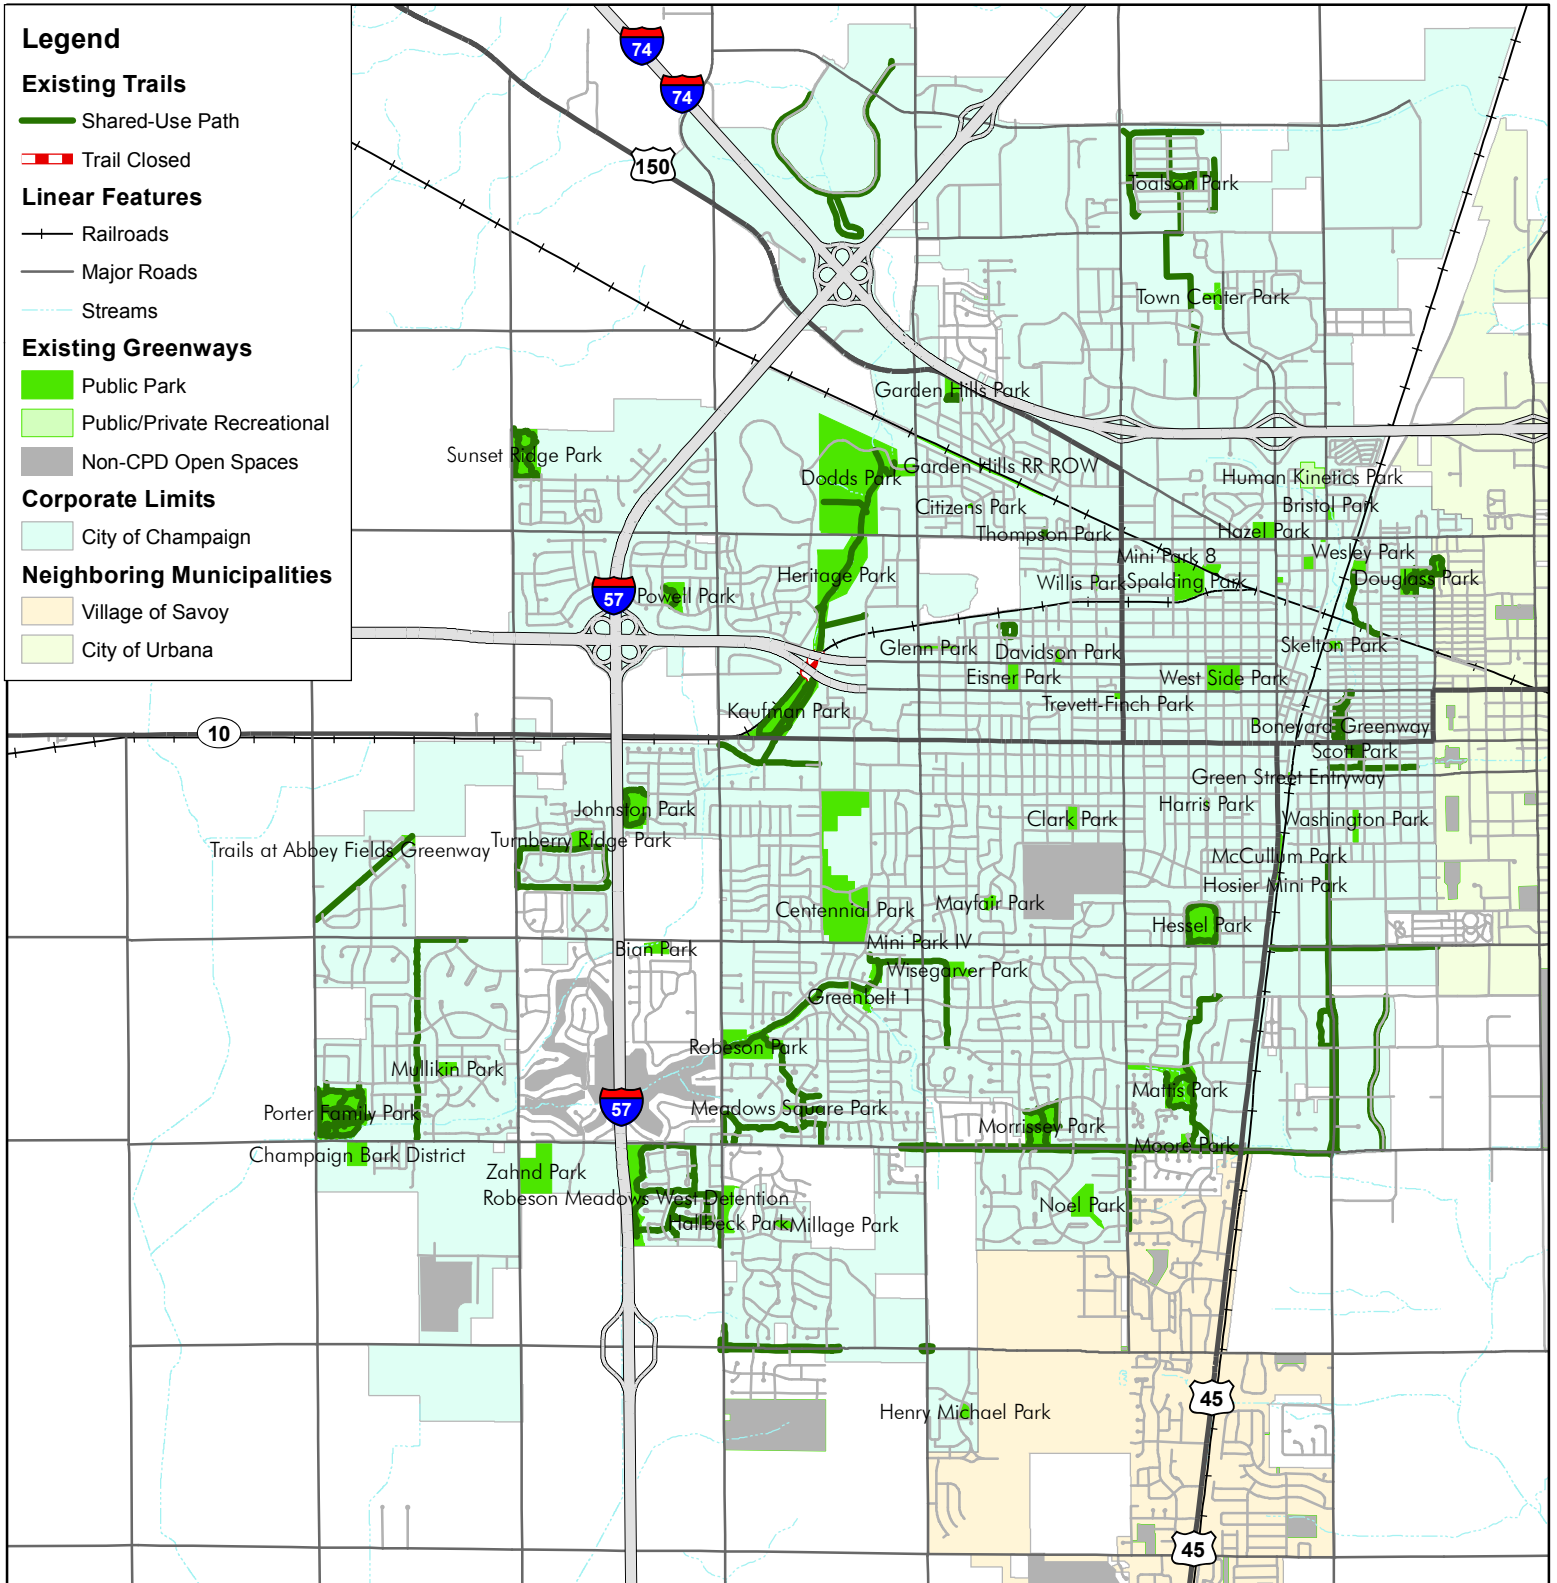 Legend
Existing Trails
Shared-Use Path
Trail Closed
Linear Features
Railroads
Major Roads
Streams
Existing Greenways
Public Park
Public/Private Recreational
Non-CPD Open Spaces
Corporate Limits
City of Champaign
Neighboring Municipalities
Village of Savoy
City of Urbana
74
74
150
Toalson Park
Town Center Park
Garden Hills Park
Sunset Ridge Park
Garden Hills RR ROW
Dodds Park
Human Kinetics Park
Citizens Park
Bristol Park
Thompson Park
Hazel Park
Mini Park 8
Wesley Park
Heritage Park
Willis Park
Spalding Park
Douglass Park
57
Powell Park
Glenn Park
Davidson Park
Skelton Park
Eisner Park
West Side Park
Trevett-Finch Park
Kaufman Park
Boneyard Greenway
10
Scott Park
Green Street Entryway
Johnston Park
Harris Park
Clark Park
Washington Park
Turnberry Ridge Park
Trails at Abbey Fields Greenway
McCullum Park
Hosier Mini Park
Mayfair Park
Centennial Park
Hessel Park
Mini Park IV
Bian Park
Wisegarver Park
Greenbelt 1
Robeson Park
Mullikin Park
Mattis Park
57
Meadows Square Park
Porter Family Park
Morrissey Park
Moore Park
Champaign Bark District
Zahnd Park
Robeson Meadows West Detention
Noel Park
Hallbeck Park
Millage Park
45
Henry Michael Park
45